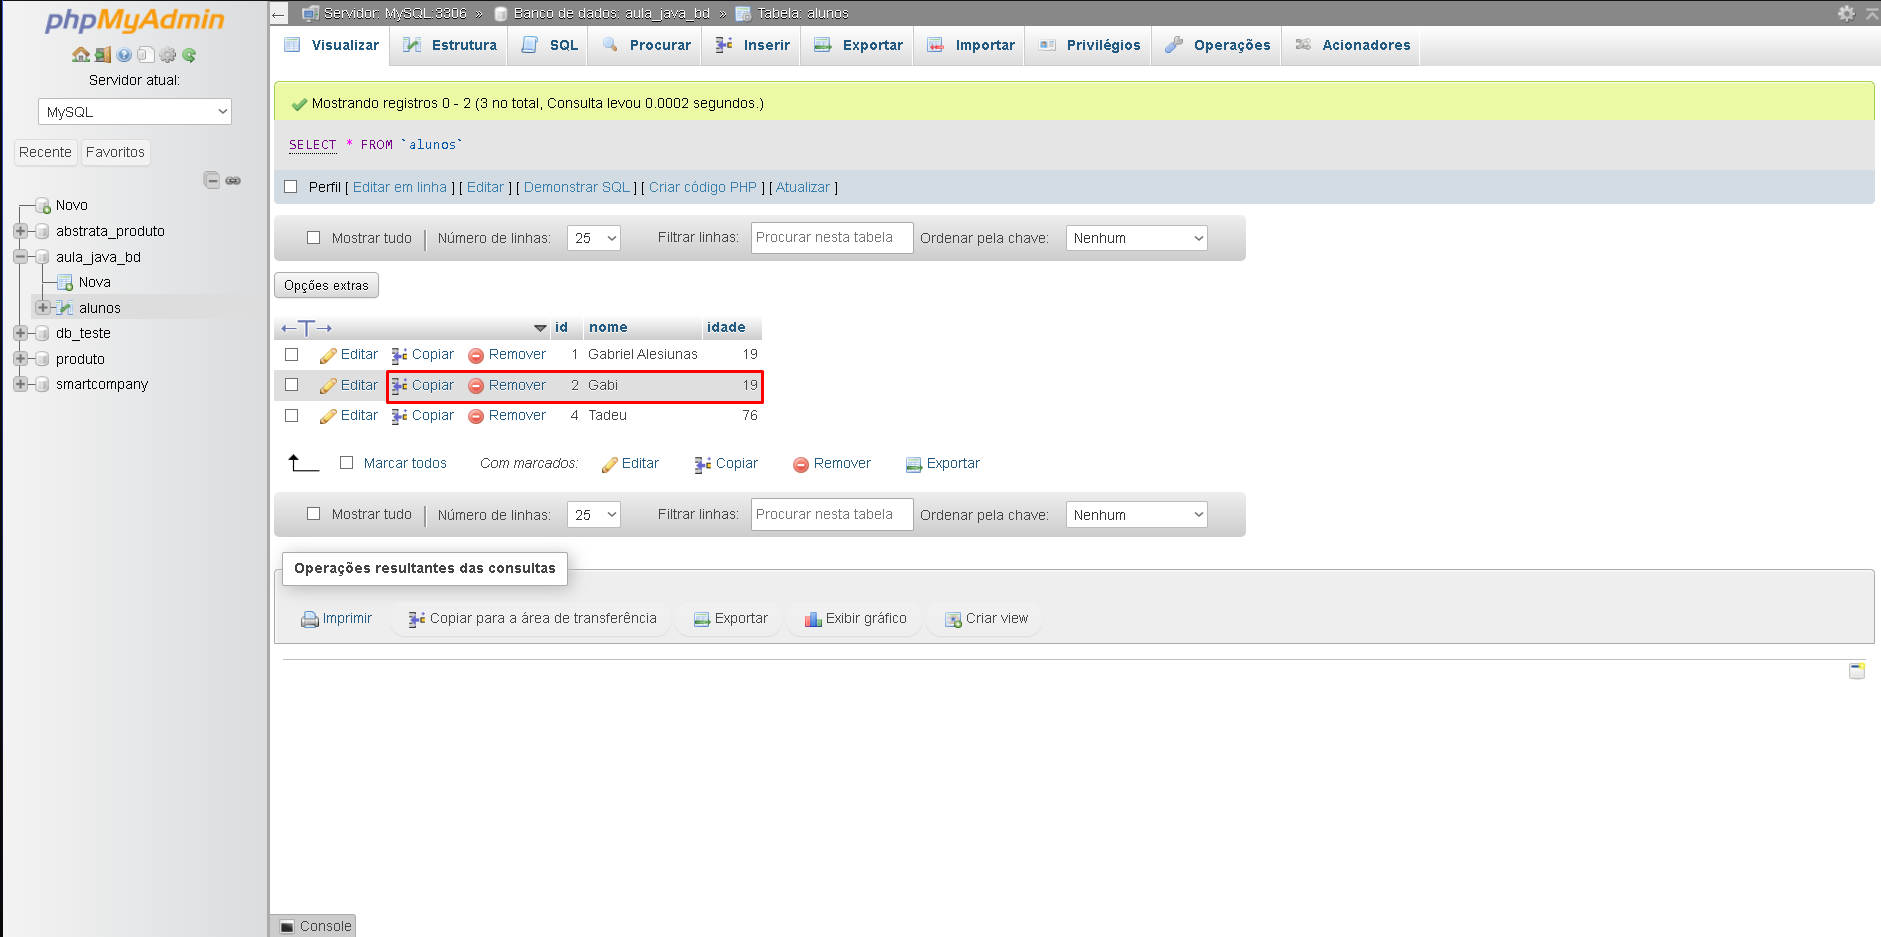 phpMyAdmin
Servidor atual:
MySQL
Recente Favoritos
Novo
abstrata_produto
aula_java_bd
Nova
alunos
db_teste
produto
smartcompany
Servidor: MySQL:3306 » Banco de dados: aula_java_bd » Tabela: alunos
Visualizar Estrutura SQL Procurar Inserir Exportar Importar Privilégios Operações Acionadores
Mostrando registros 0 - 2 (3 no total, Consulta levou 0.0002 segundos.)
SELECT * FROM `alunos`
Perfil [ Editar em linha ] [ Editar ] [ Demonstrar SQL ] [ Criar código PHP ] [ Atualizar ]
Mostrar tudo Número de linhas: 25 Filtrar linhas: Procurar nesta tabela Ordenar pela chave: Nenhum
Opções extras
←T→ id nome idade
Editar Copiar Remover 1 Gabriel Alesiunas 19
Editar Copiar Remover 2 Gabi 19
Editar Copiar Remover 4 Tadeu 76
Marcar todos Com marcados: Editar Copiar Remover Exportar
Mostrar tudo Número de linhas: 25 Filtrar linhas: Procurar nesta tabela Ordenar pela chave: Nenhum
Operações resultantes das consultas
Imprimir Copiar para a área de transferência Exportar Exibir gráfico Criar view
Console